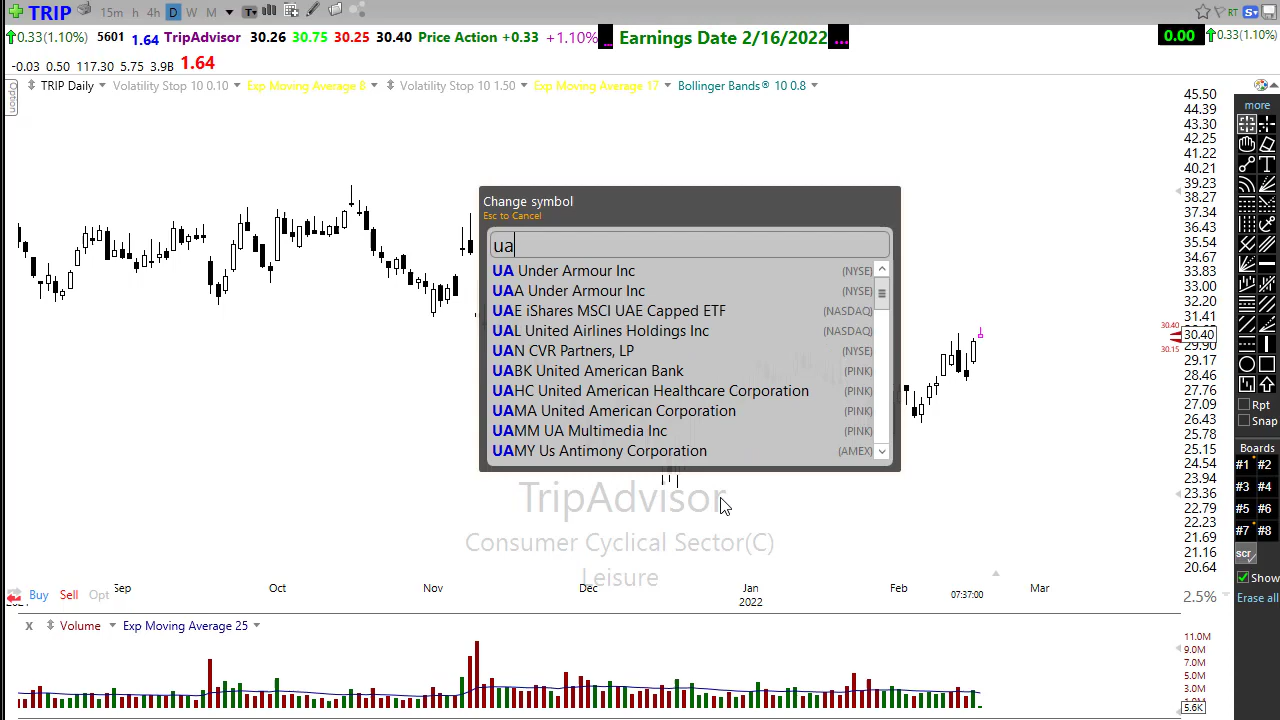 TRIP 15m h 4h D W M T
0.33(1.10%) 5601 1.64 TripAdvisor 30.26 30.75 30.25 30.40 Price Action +0.33 +1.10% ... Earnings Date 2/16/2022 ... 0.00 0.33(1.10%) RT S
-0.03 0.50 117.30 5.75 3.9B 1.64
Option
TRIP Daily Volatility Stop 10 0.10 Exp Moving Average 8 Volatility Stop 10 1.50 Exp Moving Average 17 Bollinger Bands® 10 0.8
Change symbol
Esc to Cancel
ua
UA Under Armour Inc (NYSE)
UAA Under Armour Inc (NYSE)
UAE iShares MSCI UAE Capped ETF (NASDAQ)
UAL United Airlines Holdings Inc (NASDAQ)
UAN CVR Partners, LP (NYSE)
UABK United American Bank (PINK)
UAHC United American Healthcare Corporation (PINK)
UAMA United American Corporation (PINK)
UAMM UA Multimedia Inc (PINK)
UAMY Us Antimony Corporation (AMEX)
TripAdvisor
Consumer Cyclical Sector(C)
Leisure
45.50
44.39
43.30
42.25
41.22
40.21
39.23
38.27
37.34
36.43
35.54
34.67
33.83
33.00
32.20
31.41
30.40
30.40
29.90
30.15
29.17
28.46
27.76
27.09
26.43
25.78
25.15
24.54
23.94
23.36
22.79
22.23
21.69
21.16
20.64
2.5%
more
T
Rpt
Snap
Boards
#1 #2
#3 #4
#5 #6
#7 #8
scr
Show
Erase all
Buy Sell Opt
Sep Oct Nov Dec Jan Feb Mar
2022 07:37:00
X Volume Exp Moving Average 25
11.0M
9.0M
7.0M
5.0M
3.0M
5.6K